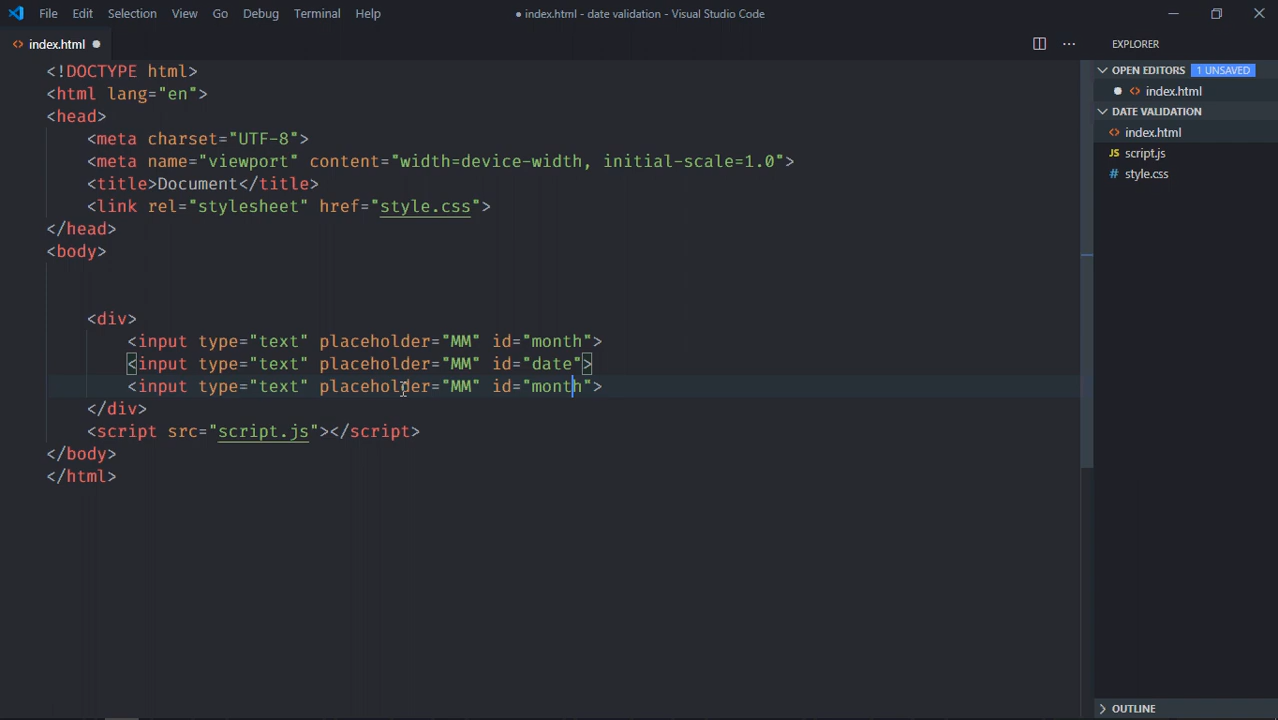 File Edit Selection View Go Debug Terminal Help
● index.html - date validation - Visual Studio Code
index.html
EXPLORER
<!DOCTYPE html>
<html lang="en">
<head>
<meta charset="UTF-8">
<meta name="viewport" content="width=device-width, initial-scale=1.0">
<title>Document</title>
<link rel="stylesheet" href="style.css">
</head>
<body>
<div>
<input type="text" placeholder="MM" id="month">
<input type="text" placeholder="MM" id="date">
<input type="text" placeholder="MM" id="month">
</div>
<script src="script.js"></script>
</body>
</html>
OPEN EDITORS 1 UNSAVED
index.html
DATE VALIDATION
index.html
script.js
style.css
OUTLINE